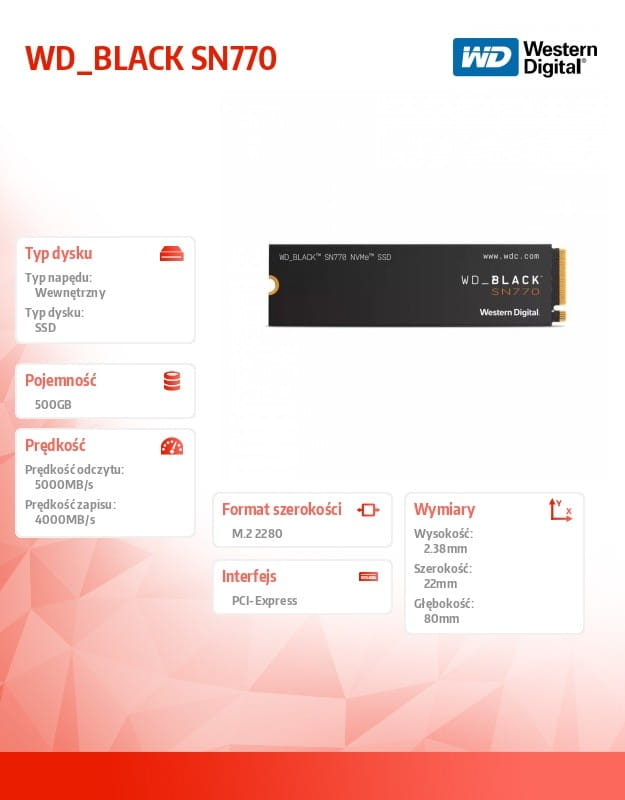 WD_BLACK SN770
WD Western
Digital®
Typ dysku
Typ napędu:
Wewnętrzny
Typ dysku:
SSD
Pojemność
500GB
Prędkość
Prędkość odczytu:
5000MB/s
Prędkość zapisu:
4000MB/s
WD_BLACK™ SN770 NVMe™ SSD
www.wdc.com
WD_BLACK™
SN770
Western Digital
Format szerokości
M.2 2280
Interfejs
PCI-Express
Wymiary
Y
X
Wysokość:
2.38mm
Szerokość:
22mm
Głębokość:
80mm